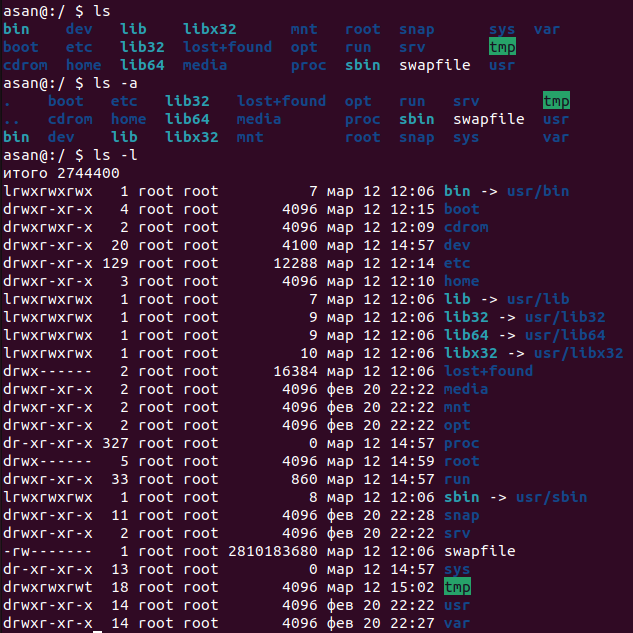 asan@:/ $ ls
bin    dev   lib    libx32      mnt   root  snap      sys  var
boot   etc   lib32  lost+found  opt   run   srv       tmp
cdrom  home  lib64  media       proc  sbin  swapfile  usr
asan@:/ $ ls -a
.    boot   etc   lib32   lost+found  opt   run   srv       tmp
..   cdrom  home  lib64   media       proc  sbin  swapfile  usr
bin  dev    lib   libx32  mnt         root  snap  sys       var
asan@:/ $ ls -l
итого 2744400
lrwxrwxrwx   1 root root          7 мар 12 12:06 bin -> usr/bin
drwxr-xr-x   4 root root       4096 мар 12 12:15 boot
drwxrwxr-x   2 root root       4096 мар 12 12:09 cdrom
drwxr-xr-x  20 root root       4100 мар 12 14:57 dev
drwxr-xr-x 129 root root      12288 мар 12 12:14 etc
drwxr-xr-x   3 root root       4096 мар 12 12:10 home
lrwxrwxrwx   1 root root          7 мар 12 12:06 lib -> usr/lib
lrwxrwxrwx   1 root root          9 мар 12 12:06 lib32 -> usr/lib32
lrwxrwxrwx   1 root root          9 мар 12 12:06 lib64 -> usr/lib64
lrwxrwxrwx   1 root root         10 мар 12 12:06 libx32 -> usr/libx32
drwx------   2 root root      16384 мар 12 12:06 lost+found
drwxr-xr-x   2 root root       4096 фев 20 22:22 media
drwxr-xr-x   2 root root       4096 фев 20 22:22 mnt
drwxr-xr-x   2 root root       4096 фев 20 22:22 opt
dr-xr-xr-x 327 root root          0 мар 12 14:57 proc
drwx------   5 root root       4096 мар 12 14:59 root
drwxr-xr-x  33 root root        860 мар 12 14:57 run
lrwxrwxrwx   1 root root          8 мар 12 12:06 sbin -> usr/sbin
drwxr-xr-x  11 root root       4096 фев 20 22:28 snap
drwxr-xr-x   2 root root       4096 фев 20 22:22 srv
-rw-------   1 root root 2810183680 мар 12 12:06 swapfile
dr-xr-xr-x  13 root root          0 мар 12 14:57 sys
drwxrwxrwt  18 root root       4096 мар 12 15:02 tmp
drwxr-xr-x  14 root root       4096 фев 20 22:22 usr
drwxr-xr-x  14 root root       4096 фев 20 22:27 var